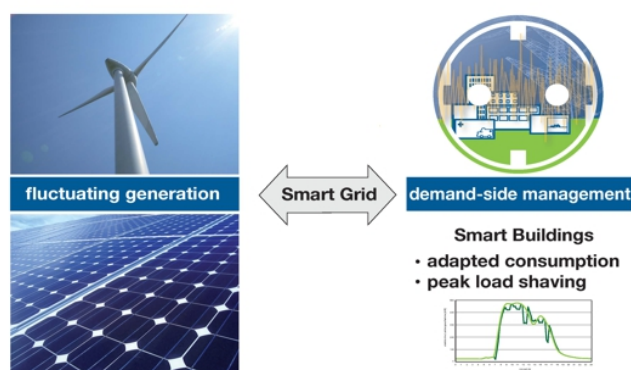 fluctuating generation
Smart Grid
demand-side management
Smart Buildings
• adapted consumption
• peak load shaving